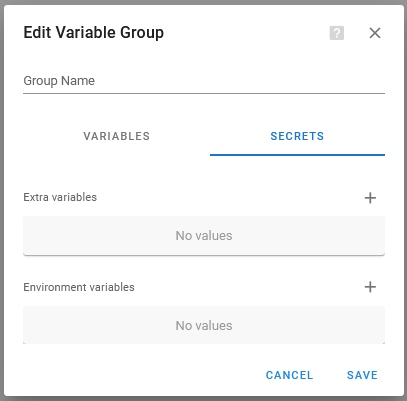 Edit Variable Group
?
Group Name
VARIABLES
SECRETS
Extra variables
No values
Environment variables
No values
CANCEL
SAVE